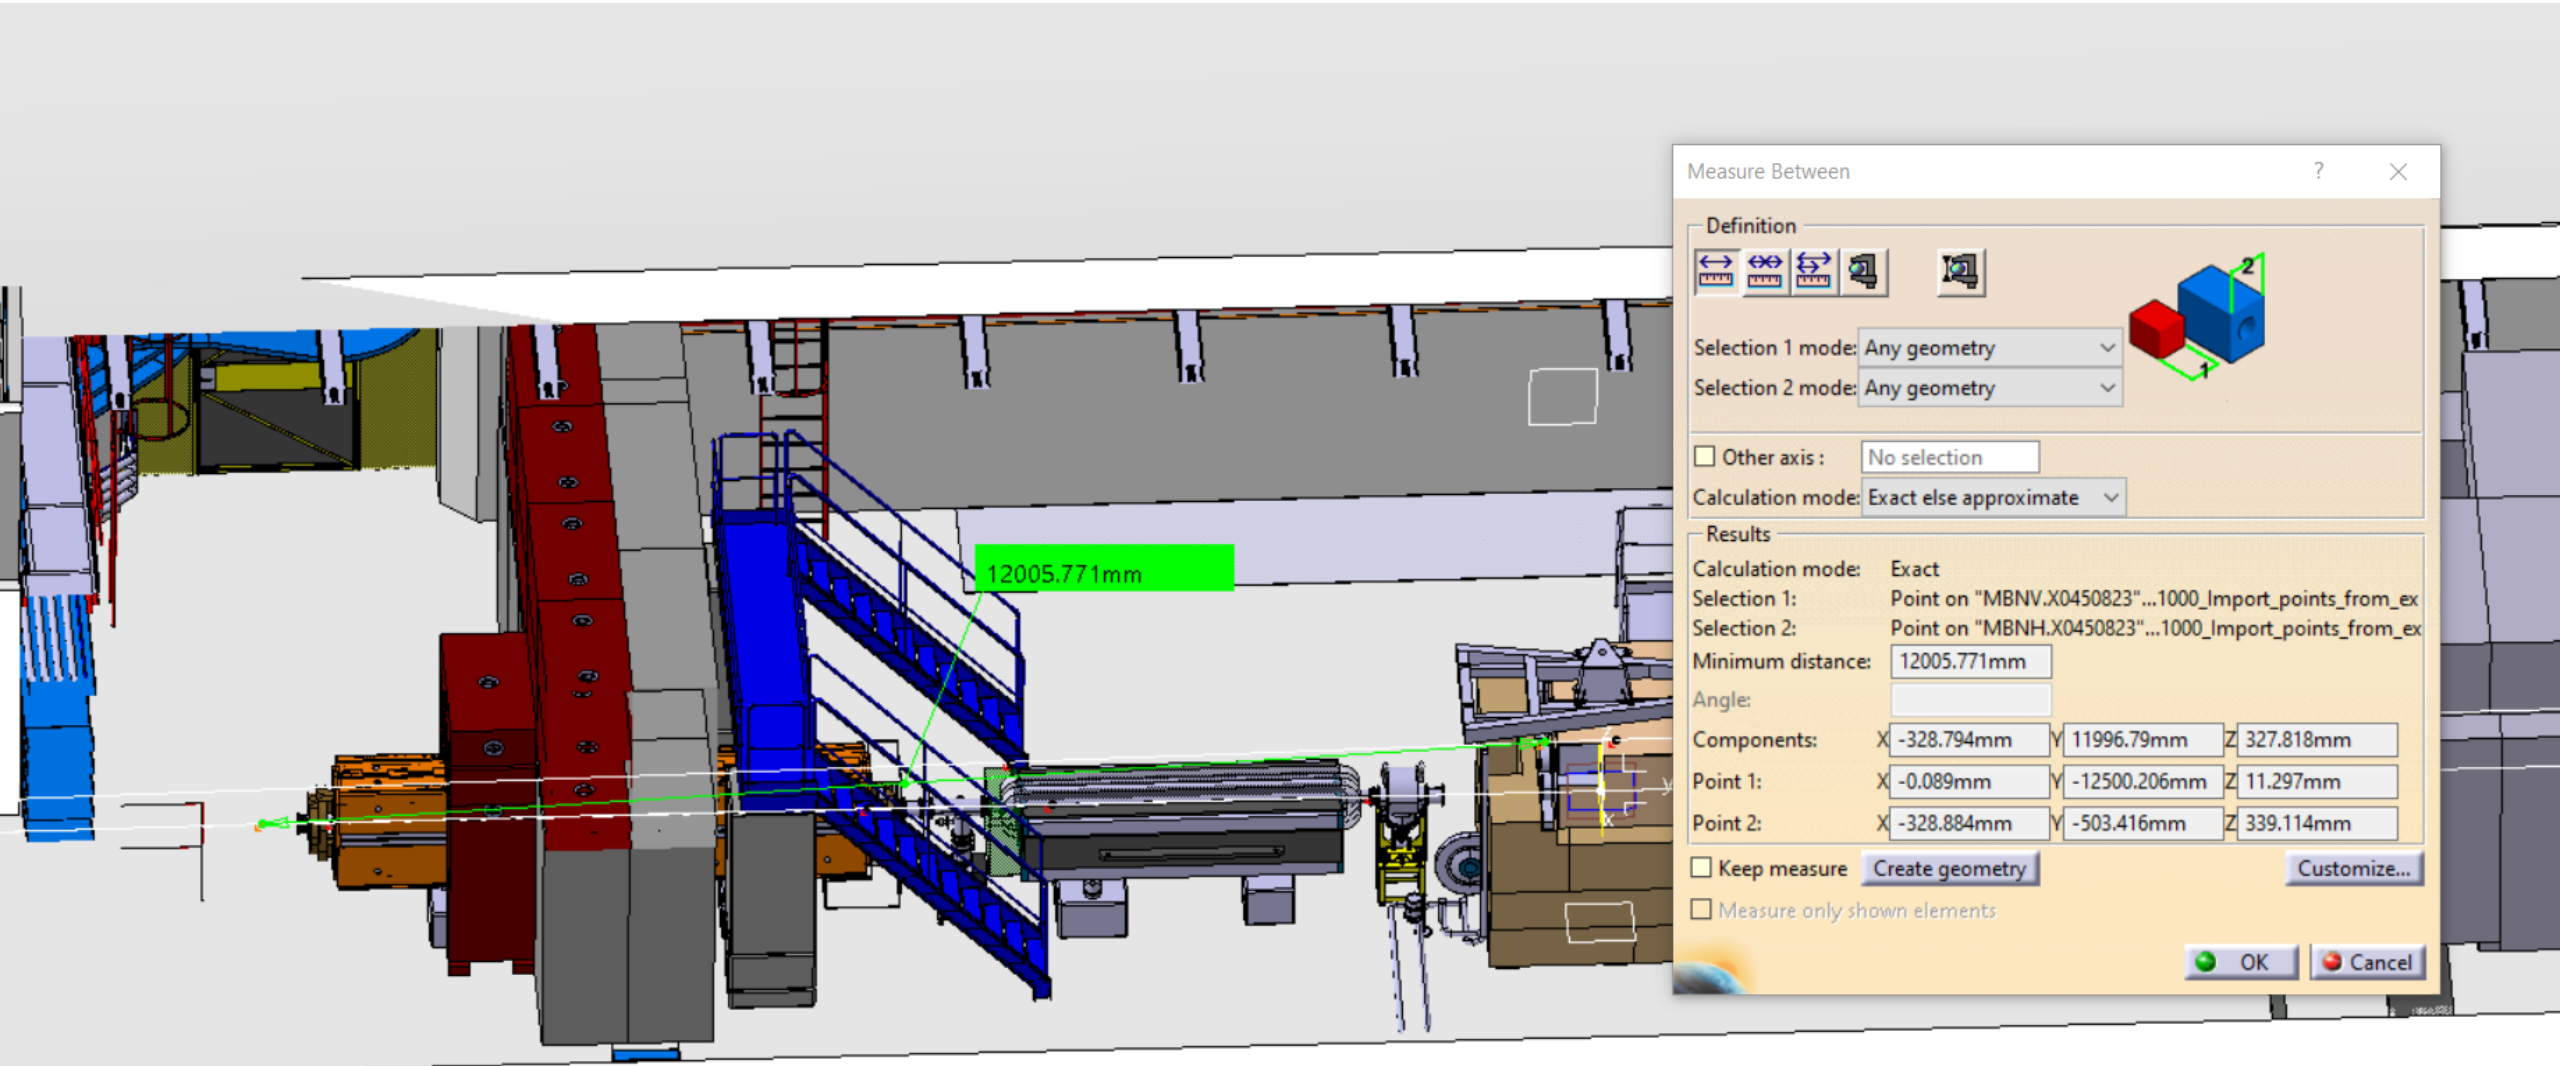 Measure Between ? ×
Definition
2
1
Selection 1 mode: Any geometry
Selection 2 mode: Any geometry
Other axis : No selection
Calculation mode: Exact else approximate
Results
Calculation mode: Exact
Selection 1: Point on "MBNV.X0450823"...1000_Import_points_from_ex
Selection 2: Point on "MBNH.X0450823"...1000_Import_points_from_ex
Minimum distance: 12005.771mm
Angle:
Components: X -328.794mm Y 11996.79mm Z 327.818mm
Point 1: X -0.089mm Y -12500.206mm Z 11.297mm
Point 2: X -328.884mm Y -503.416mm Z 339.114mm
Keep measure Create geometry Customize...
Measure only shown elements
OK Cancel
12005.771mm
y
x